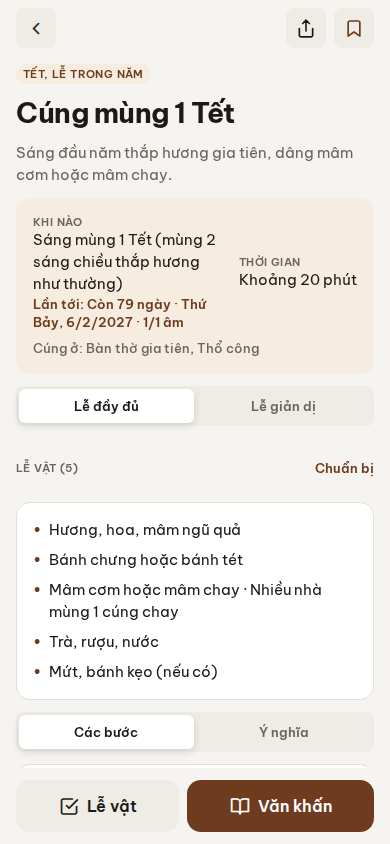 TẾT, LỄ TRONG NĂM
Cúng mùng 1 Tết
Sáng đầu năm thắp hương gia tiên, dâng mâm
cơm hoặc mâm chay.
KHI NÀO
Sáng mùng 1 Tết (mùng 2
sáng chiều thắp hương
như thường)
Lần tới: Còn 79 ngày · Thứ
Bảy, 6/2/2027 · 1/1 âm
THỜI GIAN
Khoảng 20 phút
Cúng ở: Bàn thờ gia tiên, Thổ công
Lễ đầy đủ
Lễ giản dị
LỄ VẬT (5)
Chuẩn bị
• Hương, hoa, mâm ngũ quả
• Bánh chưng hoặc bánh tét
• Mâm cơm hoặc mâm chay · Nhiều nhà
mùng 1 cúng chay
• Trà, rượu, nước
• Mứt, bánh kẹo (nếu có)
Các bước
Ý nghĩa
Lễ vật
Văn khấn